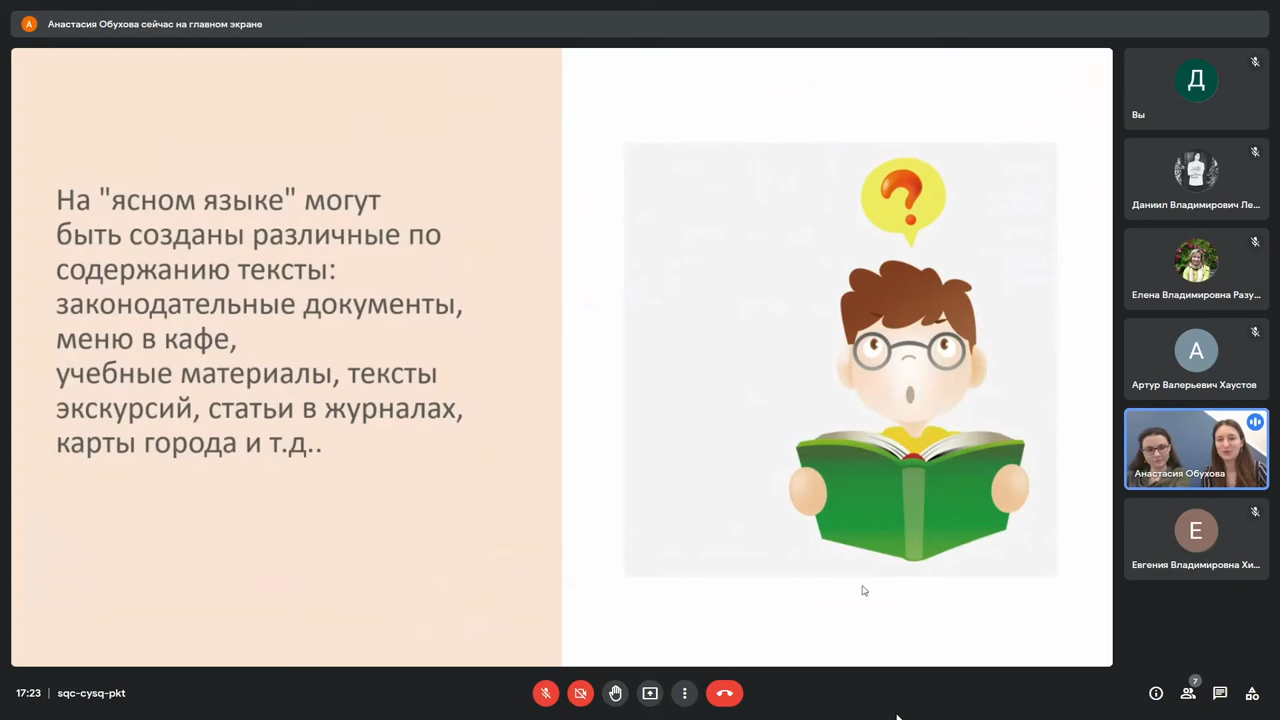 А
Анастасия Обухова сейчас на главном экране
На "ясном языке" могут
быть созданы различные по
содержанию тексты:
законодательные документы,
меню в кафе,
учебные материалы, тексты
экскурсий, статьи в журналах,
карты города и т.д..
?
Д
Вы
Даниил Владимирович Ле...
Елена Владимировна Разу...
А
Артур Валерьевич Хаустов
Анастасия Обухова
Е
Евгения Владимировна Хи...
17:23 | sqc-cysq-pkt
7